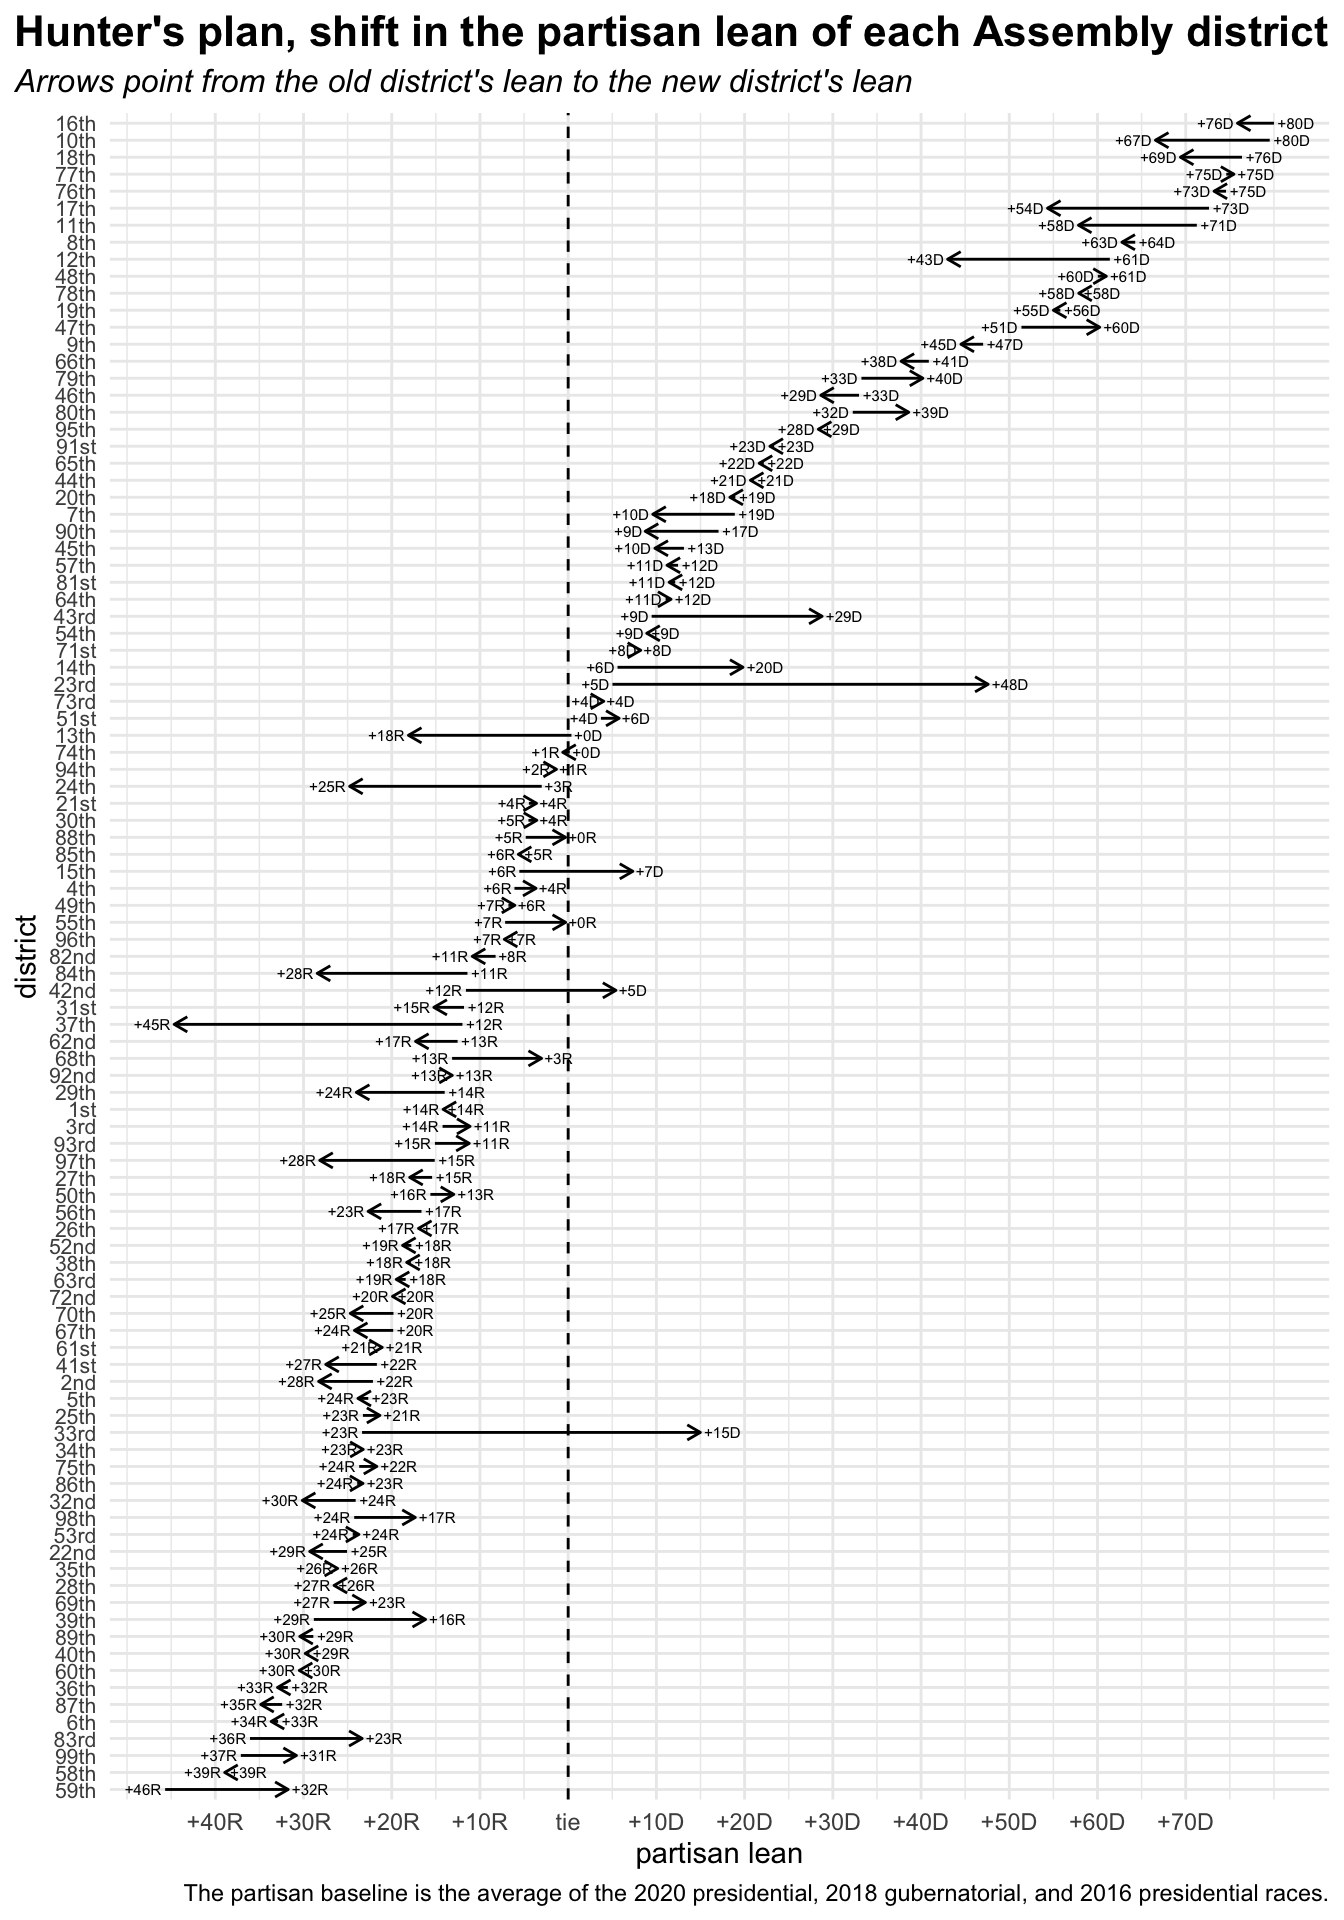 Hunter's plan, shift in the partisan lean of each Assembly district
Arrows point from the old district's lean to the new district's lean
16th +76D +80D
10th +67D +80D
18th +69D +76D
77th +75D +75D
76th +73D +75D
17th +54D +73D
11th +58D +71D
8th +63D +64D
12th +43D +61D
48th +60D +61D
78th +58D +58D
19th +55D +56D
47th +51D +60D
9th +45D +47D
66th +38D +41D
79th +33D +40D
46th +29D +33D
80th +32D +39D
95th +28D +29D
91st +23D +23D
65th +22D +22D
44th +21D +21D
20th +18D +19D
7th +10D +19D
90th +9D +17D
45th +10D +13D
57th +11D +12D
81st +11D +12D
64th +11D +12D
43rd +9D +29D
54th +9D +9D
71st +8D +8D
14th +6D +20D
23rd +5D +48D
73rd +4D +4D
51st +4D +6D
13th +18R +0D
74th +1R +0D
94th +2R +1R
24th +25R +3R
21st +4R +4R
30th +5R +4R
88th +5R +0R
85th +6R +5R
15th +6R +7D
4th +6R +4R
49th +7R +6R
55th +7R +0R
96th +7R +7R
82nd +11R +8R
84th +28R +11R
42nd +12R +5D
31st +15R +12R
37th +45R +12R
62nd +17R +13R
68th +13R +3R
92nd +13R +13R
29th +24R +14R
1st +14R +14R
3rd +14R +11R
93rd +15R +11R
97th +28R +15R
27th +18R +15R
50th +16R +13R
56th +23R +17R
26th +17R +17R
52nd +19R +18R
38th +18R +18R
63rd +19R +18R
72nd +20R +20R
70th +25R +20R
67th +24R +20R
61st +21R +21R
41st +27R +22R
2nd +28R +22R
5th +24R +23R
25th +23R +21R
33rd +23R +15D
34th +23R +23R
75th +24R +22R
86th +24R +23R
32nd +30R +24R
98th +24R +17R
53rd +24R +24R
22nd +29R +25R
35th +26R +26R
28th +27R +26R
69th +27R +23R
39th +29R +16R
89th +30R +29R
40th +30R +29R
60th +30R +30R
36th +33R +32R
87th +35R +32R
6th +34R +33R
83rd +36R +23R
99th +37R +31R
58th +39R +39R
59th +46R +32R
district
+40R +30R +20R +10R tie +10D +20D +30D +40D +50D +60D +70D
partisan lean
The partisan baseline is the average of the 2020 presidential, 2018 gubernatorial, and 2016 presidential races.